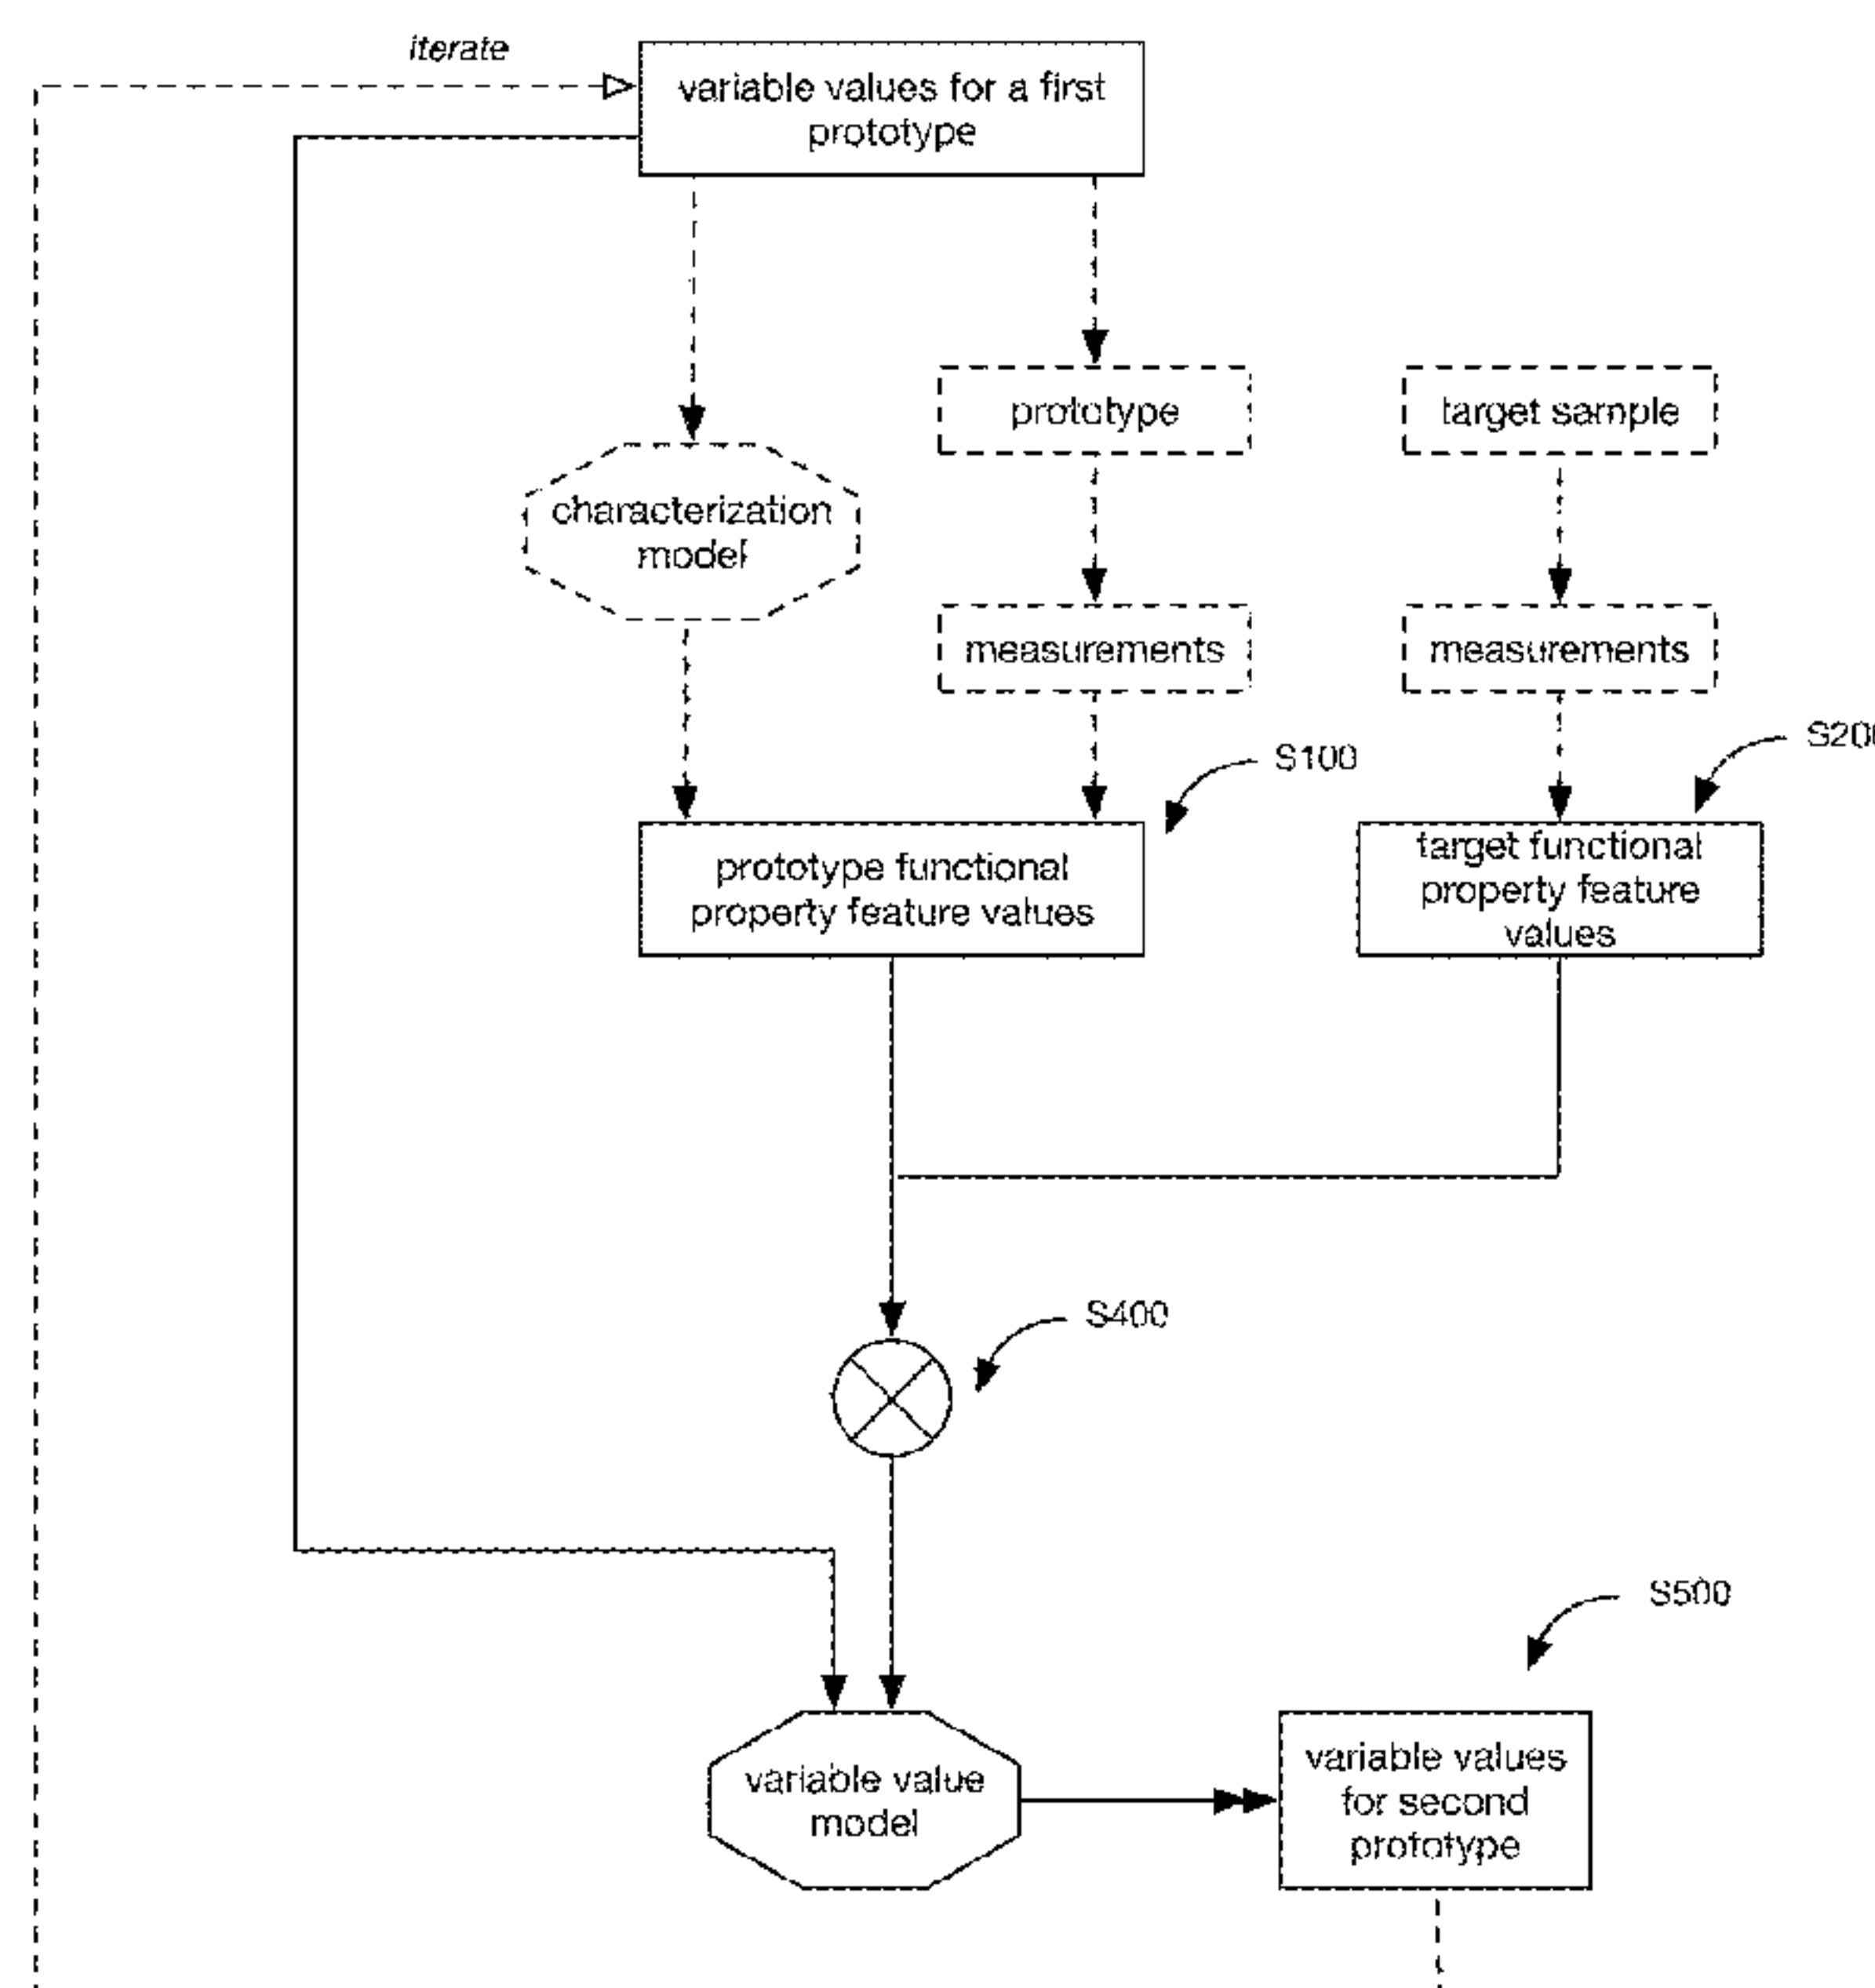 iterate
variable values for a first
prototype
prototype
target sample
characterization
model
measurements
measurements
S100
prototype functional
property feature values
target functional
property feature
values
S400
S500
variable value
model
variable values
for second
prototype